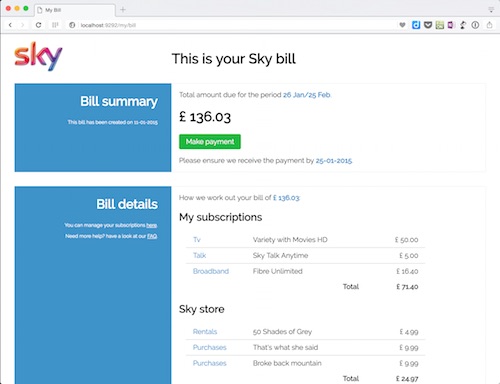 My Bill
localhost:9292/my/bill
sky
This is your Sky bill
Bill summary
This bill has been created on 11-01-2015
Total amount due for the period 26 Jan/25 Feb.
£ 136.03
Make payment
Please ensure we receive the payment by 25-01-2015.
Bill details
You can manage your subscriptions here.
Need more help? have a look at our FAQ.
How we work out your bill of £ 136.03:
My subscriptions
Tv Variety with Movies HD £ 50.00
Talk Sky Talk Anytime £ 5.00
Broadband Fibre Unlimited £ 16.40
Total £ 71.40
Sky store
Rentals 50 Shades of Grey £ 4.99
Purchases That's what she said £ 9.99
Purchases Broke back mountain £ 9.99
Total £ 24.97